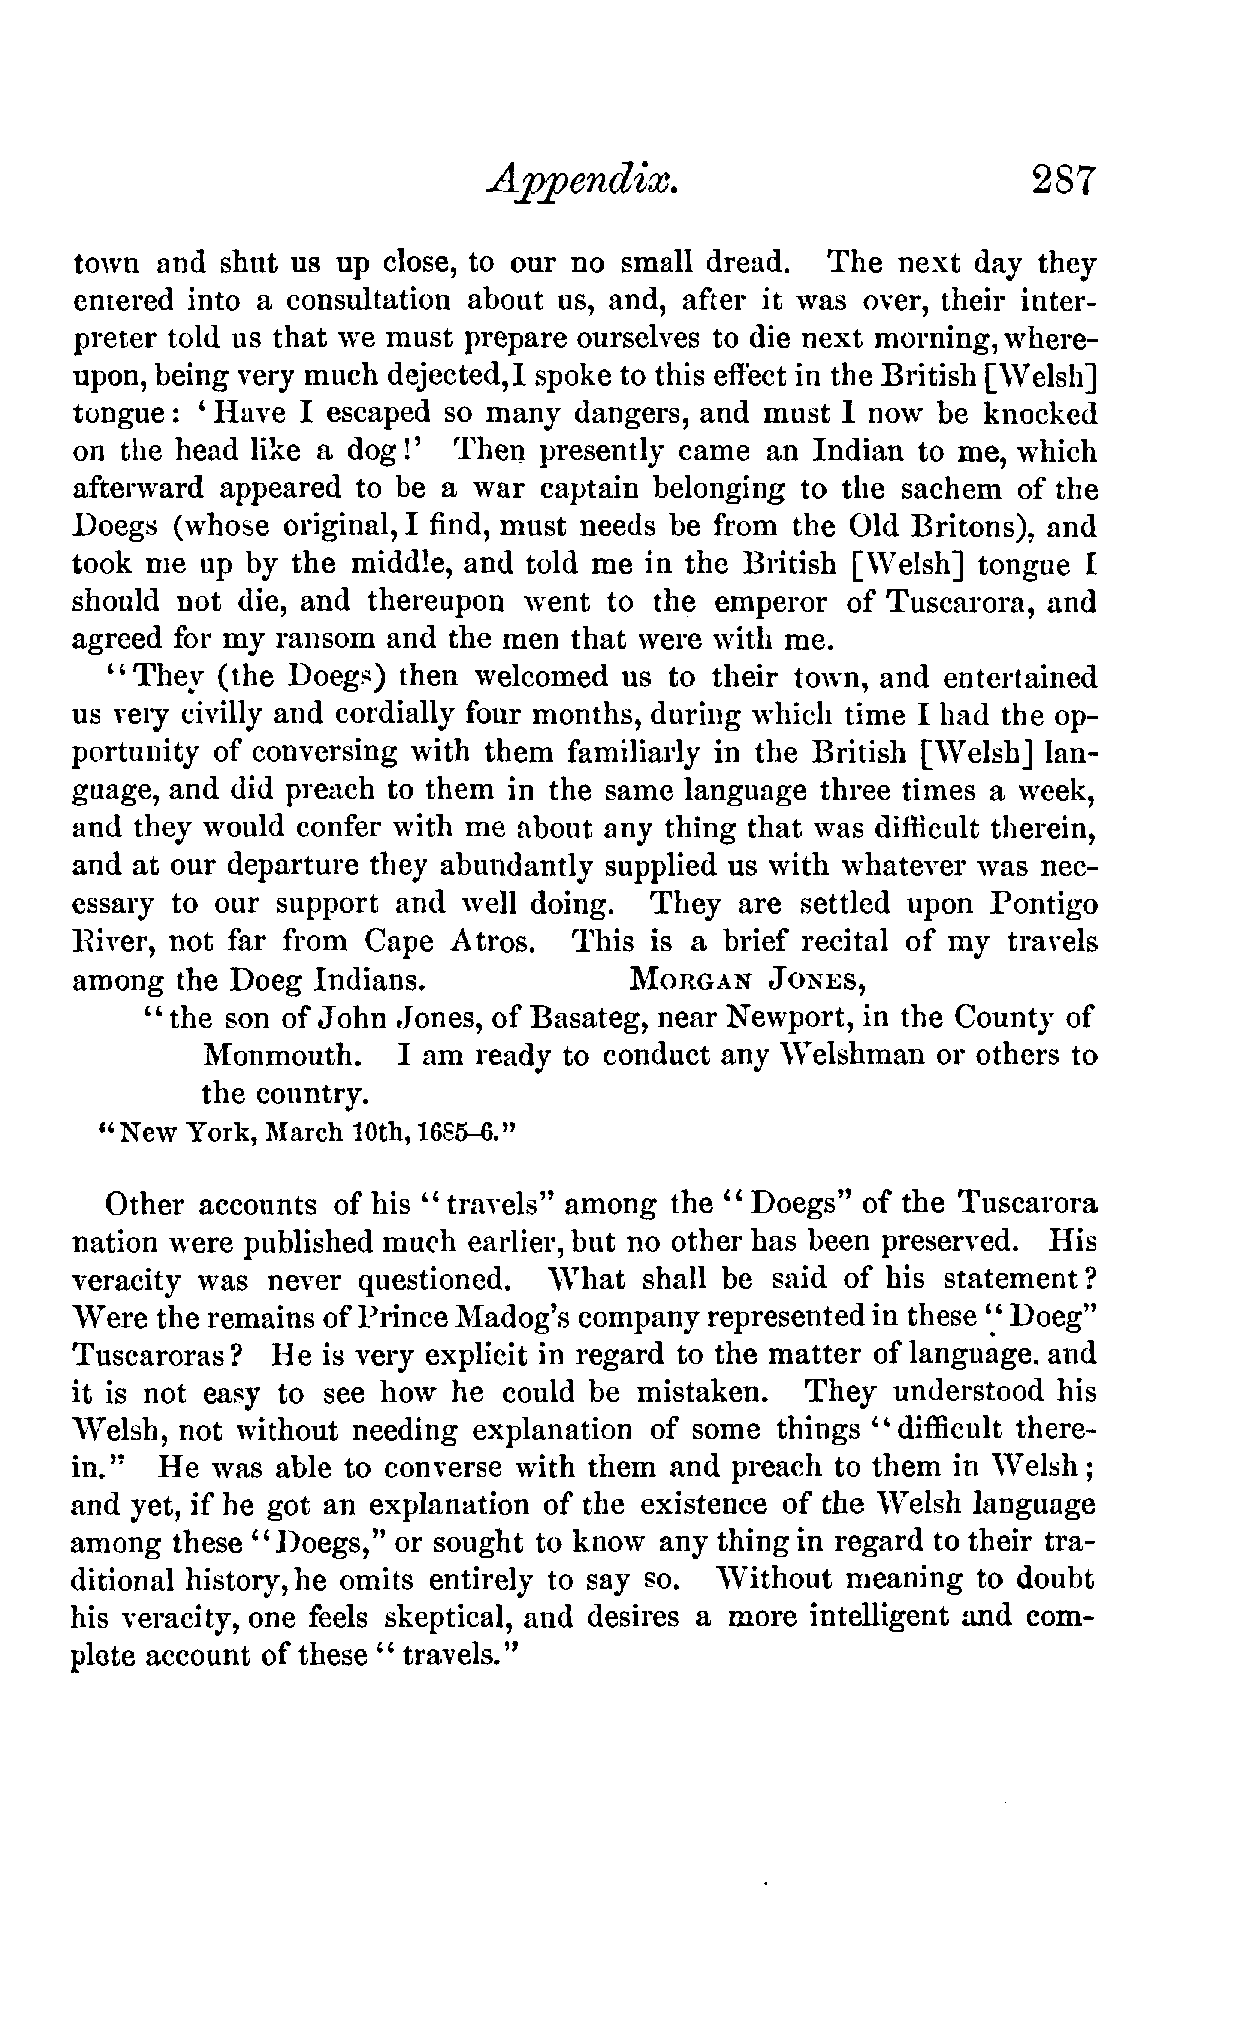 Appendix. 287
town and shut us up close, to our no small dread. The next day they
entered into a consultation about us, and, after it was over, their inter-
preter told us that we must prepare ourselves to die next morning, where-
upon, being very much dejected, I spoke to this effect in the British [Welsh]
tongue: 'Have I escaped so many dangers, and must I now be knocked
on the head like a dog!' Then presently came an Indian to me, which
afterward appeared to be a war captain belonging to the sachem of the
Doegs (whose original, I find, must needs be from the Old Britons), and
took me up by the middle, and told me in the British [Welsh] tongue I
should not die, and thereupon went to the emperor of Tuscarora, and
agreed for my ransom and the men that were with me.
"They (the Doegs) then welcomed us to their town, and entertained
us very civilly and cordially four months, during which time I had the op-
portunity of conversing with them familiarly in the British [Welsh] lan-
guage, and did preach to them in the same language three times a week,
and they would confer with me about any thing that was difficult therein,
and at our departure they abundantly supplied us with whatever was nec-
essary to our support and well doing. They are settled upon Pontigo
River, not far from Cape Atros. This is a brief recital of my travels
among the Doeg Indians. MORGAN JONES,
"the son of John Jones, of Basateg, near Newport, in the County of
Monmouth. I am ready to conduct any Welshman or others to
the country.
"New York, March 10th, 1685-6."
Other accounts of his "travels" among the "Doegs" of the Tuscarora
nation were published much earlier, but no other has been preserved. His
veracity was never questioned. What shall be said of his statement?
Were the remains of Prince Madog's company represented in these "Doeg"
Tuscaroras? He is very explicit in regard to the matter of language, and
it is not easy to see how he could be mistaken. They understood his
Welsh, not without needing explanation of some things "difficult there-
in." He was able to converse with them and preach to them in Welsh;
and yet, if he got an explanation of the existence of the Welsh language
among these "Doegs," or sought to know any thing in regard to their tra-
ditional history, he omits entirely to say so. Without meaning to doubt
his veracity, one feels skeptical, and desires a more intelligent and com-
plete account of these "travels."